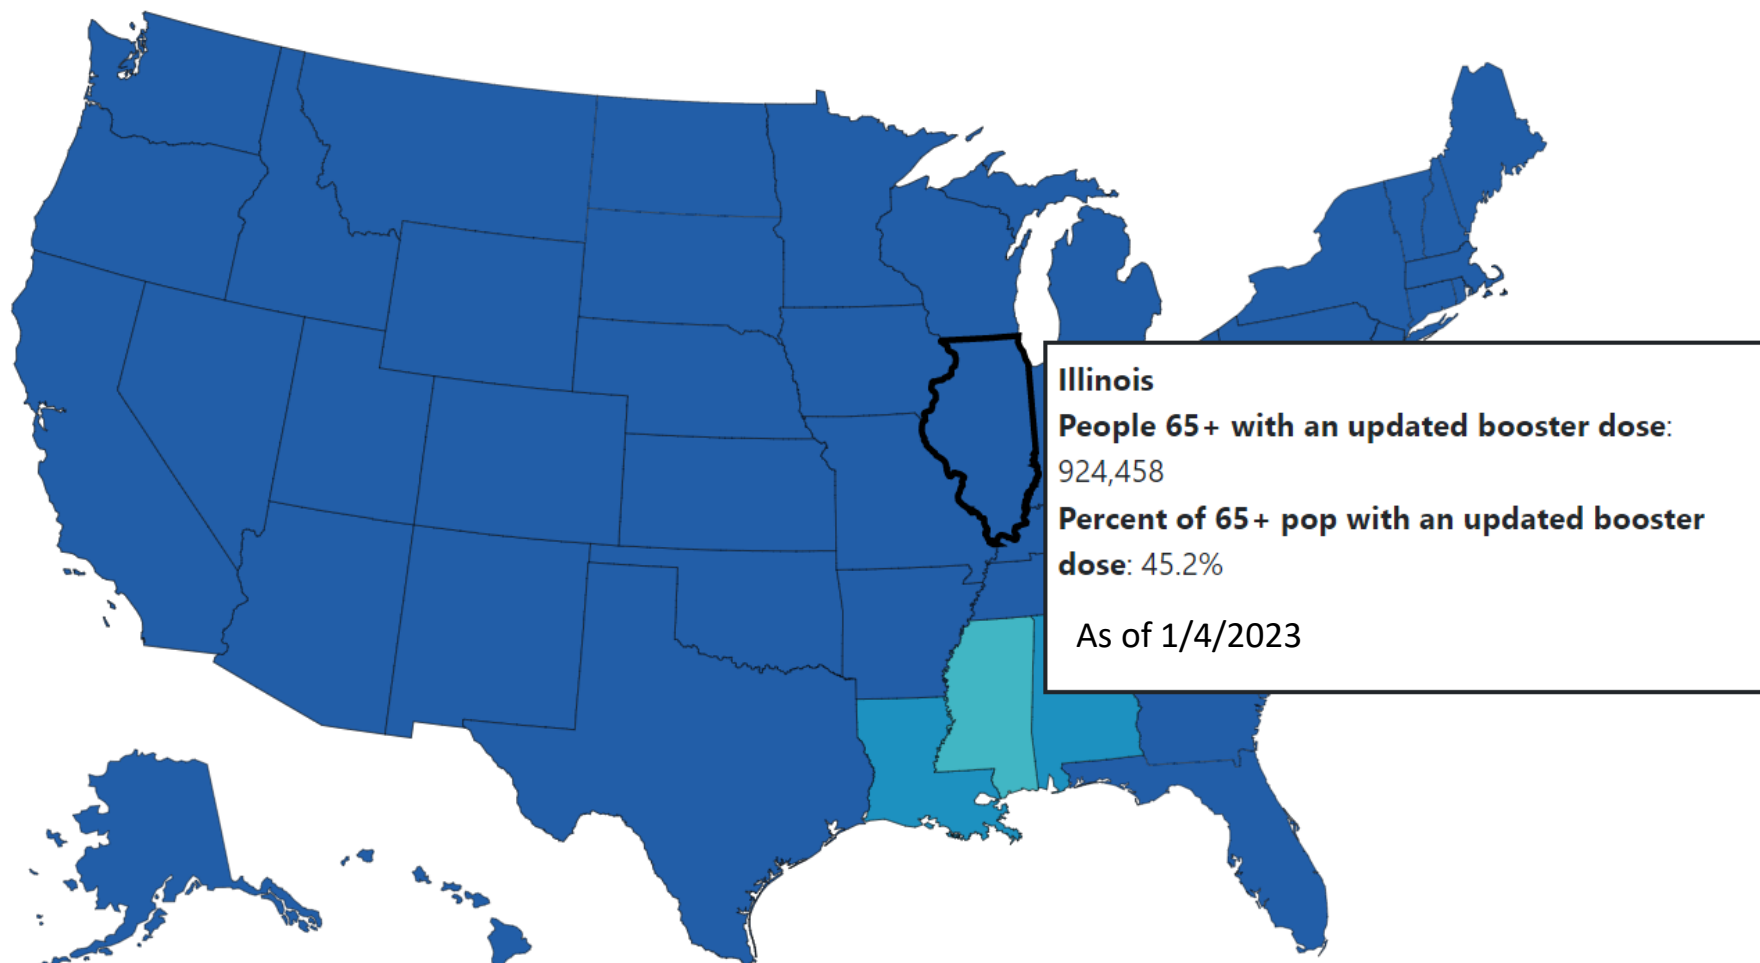 Illinois
People 65+ with an updated booster dose:
924,458
Percent of 65+ pop with an updated booster
dose: 45.2%
As of 1/4/2023